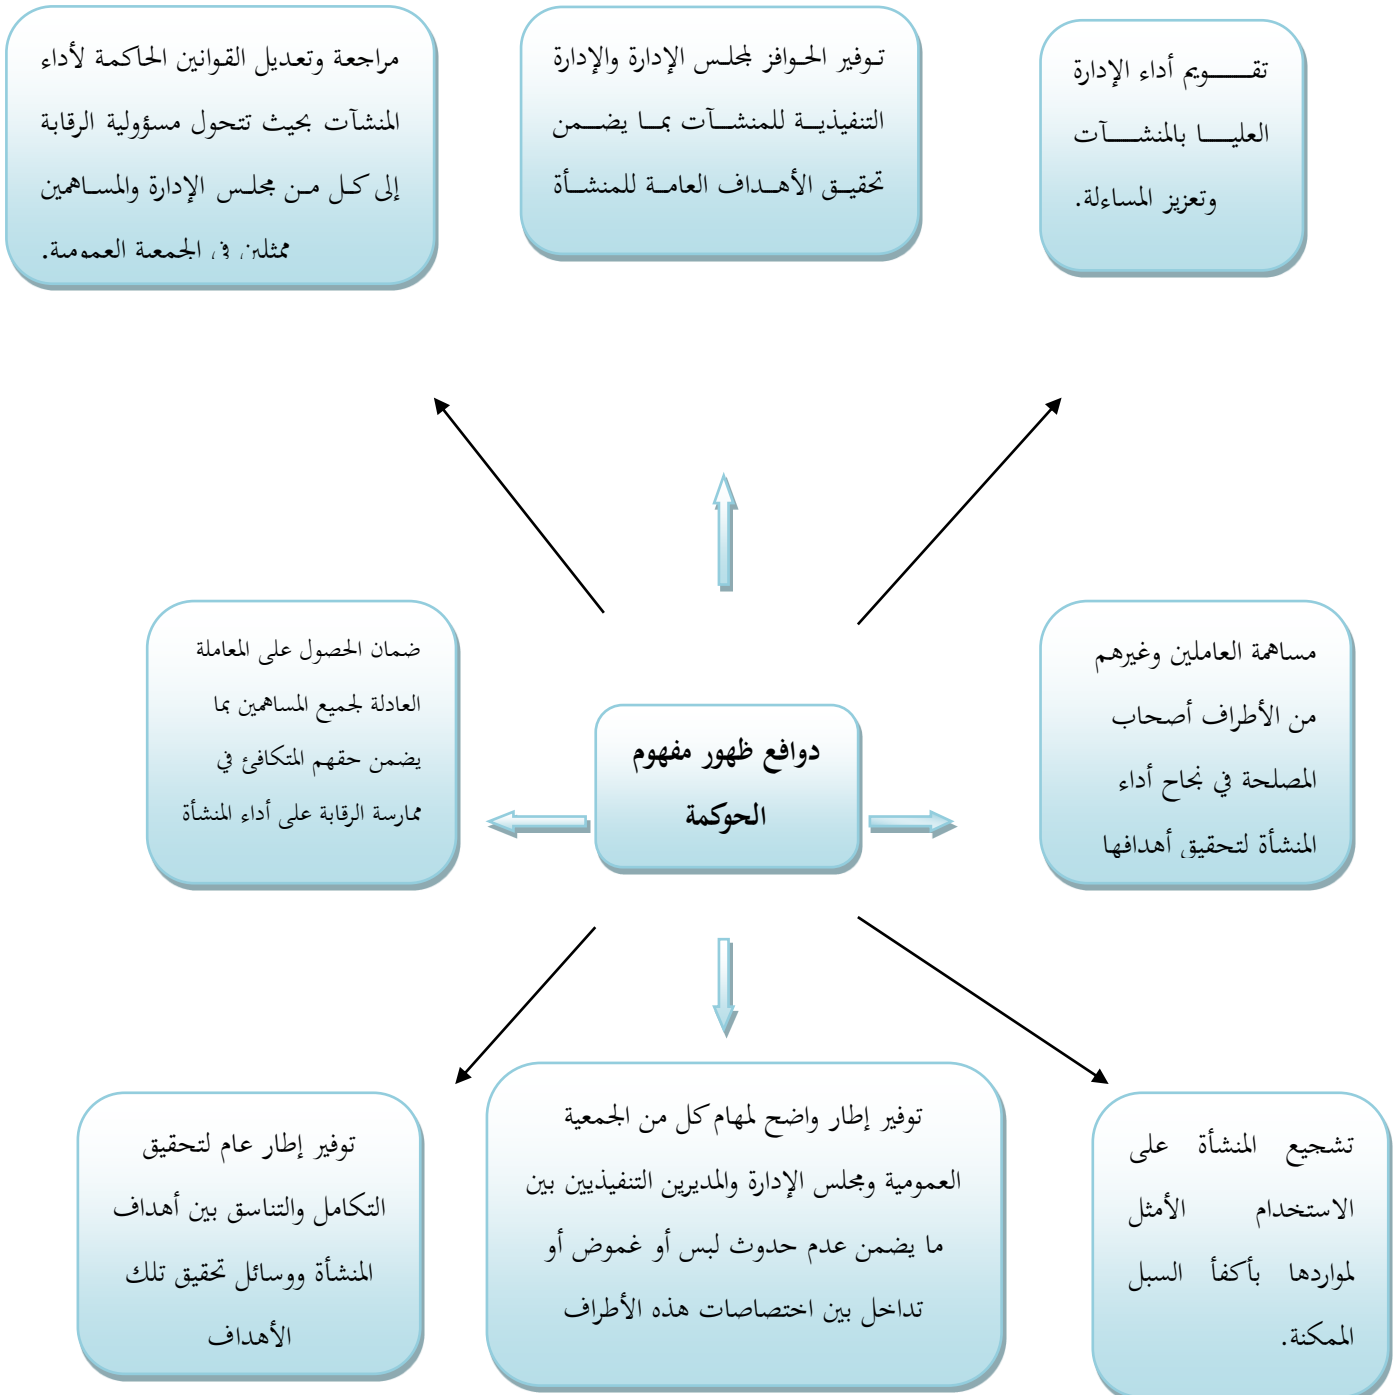 تقويم أداء الإدارة
العليا بالمنشآت
وتعزيز المساءلة.
توفير الحوافز لمجلس الإدارة والإدارة
التنفيذية للمنشآت بما يضمن
تحقيق الأهداف العامة للمنشأة
مراجعة وتعديل القوانين الحاكمة لأداء
المنشآت بحيث تتحول مسؤولية الرقابة
إلى كل من مجلس الإدارة والمساهمين
ممثلين في الجمعية العمومية.
مساهمة العاملين وغيرهم
من الأطراف أصحاب
المصلحة في نجاح أداء
المنشأة لتحقيق أهدافها
دوافع ظهور مفهوم
الحوكمة
ضمان الحصول على المعاملة
العادلة لجميع المساهمين بما
يضمن حقهم المتكافئ في
ممارسة الرقابة على أداء المنشأة
تشجيع المنشأة على
الاستخدام الأمثل
لمواردها بأكفأ السبل
الممكنة.
توفير إطار واضح لمهام كل من الجمعية
العمومية ومجلس الإدارة والمديرين التنفيذيين بين
ما يضمن عدم حدوث لبس أو غموض أو
تداخل بين اختصاصات هذه الأطراف
توفير إطار عام لتحقيق
التكامل والتناسق بين أهداف
المنشأة ووسائل تحقيق تلك
الأهداف